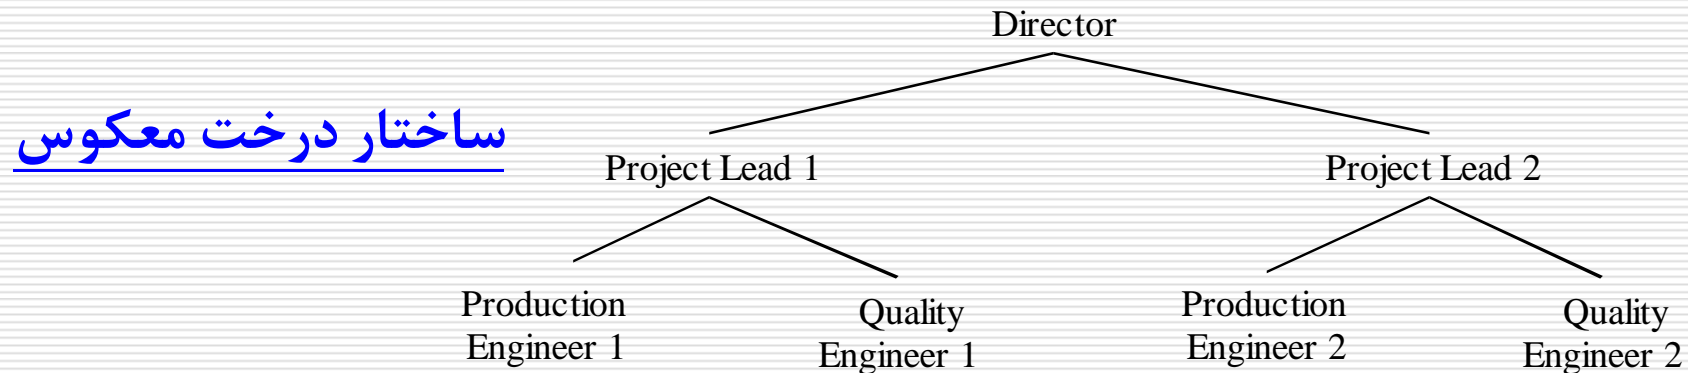 Director
ساختار درخت معکوس
Project Lead 1
Project Lead 2
Production
Engineer 1
Quality
Engineer 1
Production
Engineer 2
Quality
Engineer 2